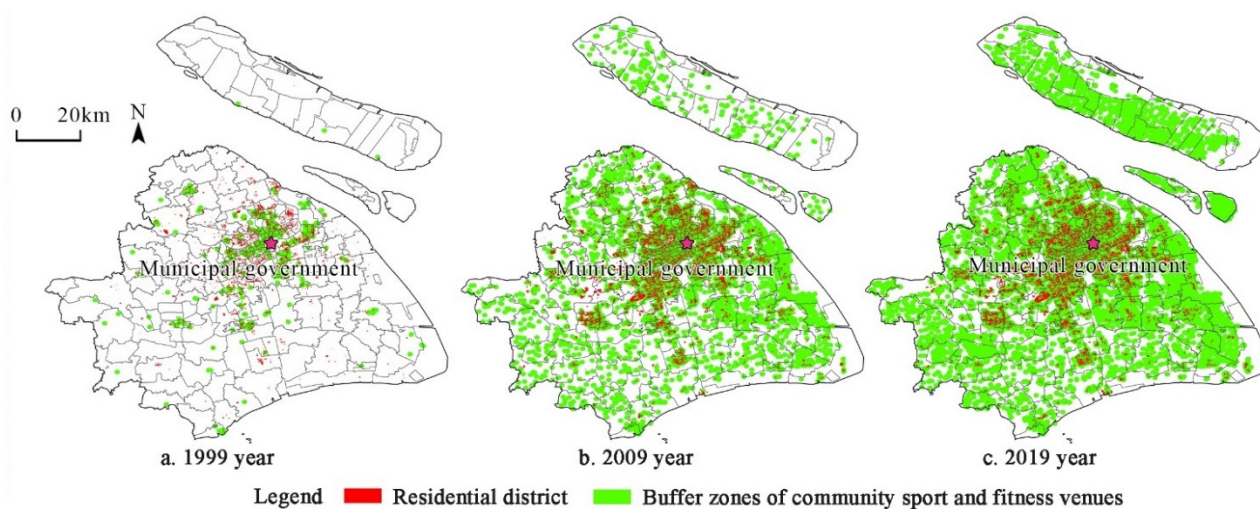 0 20km N
Municipal government
Municipal government
Municipal government
a. 1999 year
b. 2009 year
c. 2019 year
Legend Residential district Buffer zones of community sport and fitness venues